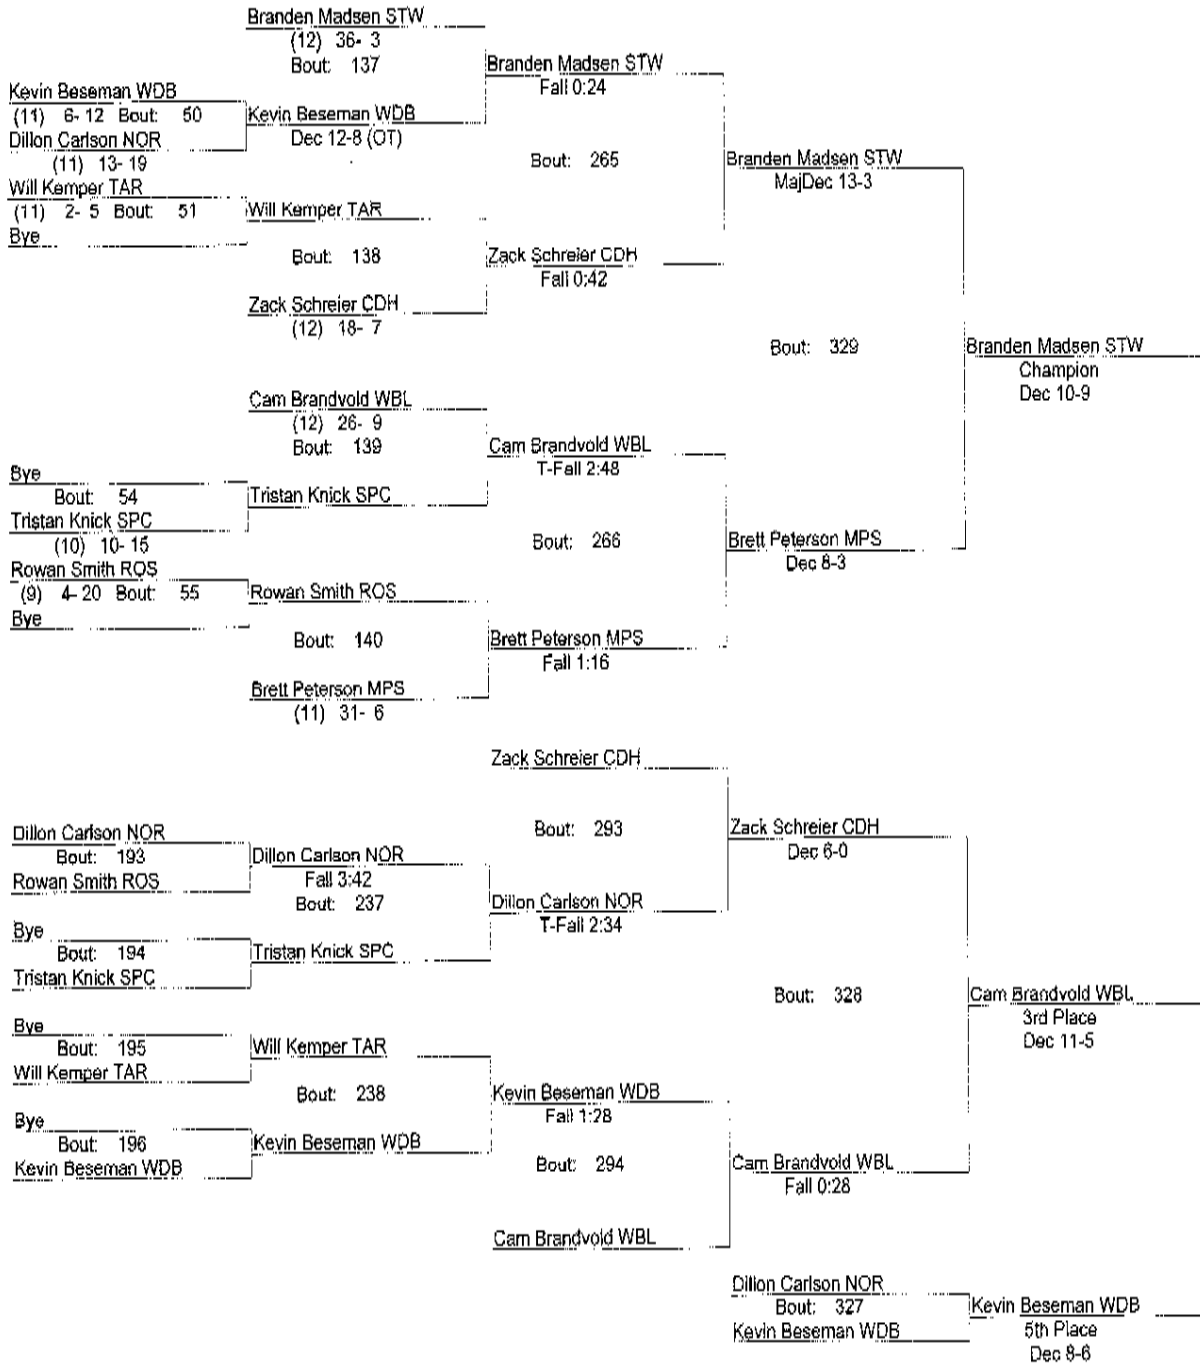 Branden Madsen STW
(12) 36- 3
Bout: 137
Branden Madsen STW
Fall 0:24
Kevin Beseman WDB
(11) 6- 12 Bout: 50
Kevin Beseman WDB
Dec 12-8 (OT)
Dillon Carlson NOR
(11) 13- 19
Bout: 265
Branden Madsen STW
MajDec 13-3
Will Kemper TAR
(11) 2- 5 Bout: 51
Will Kemper TAR
Bye
Bout: 138
Zack Schreier CDH
Fall 0:42
Zack Schreier CDH
(12) 18- 7
Bout: 329
Branden Madsen STW
Champion
Dec 10-9
Cam Brandvold WBL
(12) 26- 9
Bout: 139
Cam Brandvold WBL
T-Fall 2:48
Bye
Bout: 54
Tristan Knick SPC
Tristan Knick SPC
(10) 10- 15
Bout: 266
Brett Peterson MPS
Dec 8-3
Rowan Smith ROS
(9) 4- 20 Bout: 55
Rowan Smith ROS
Bye
Bout: 140
Brett Peterson MPS
Fall 1:16
Brett Peterson MPS
(11) 31- 6
Zack Schreier CDH
Bout: 293
Zack Schreier CDH
Dec 6-0
Dillon Carlson NOR
Bout: 193
Dillon Carlson NOR
Fall 3:42
Rowan Smith ROS
Bout: 237
Dillon Carlson NOR
T-Fall 2:34
Bye
Bout: 194
Tristan Knick SPC
Tristan Knick SPC
Bout: 328
Cam Brandvold WBL
3rd Place
Dec 11-5
Bye
Bout: 195
Will Kemper TAR
Will Kemper TAR
Bout: 238
Kevin Beseman WDB
Fall 1:28
Bye
Bout: 196
Kevin Beseman WDB
Kevin Beseman WDB
Bout: 294
Cam Brandvold WBL
Fall 0:28
Cam Brandvold WBL
Dillon Carlson NOR
Bout: 327
Kevin Beseman WDB
Kevin Beseman WDB
5th Place
Dec 8-6